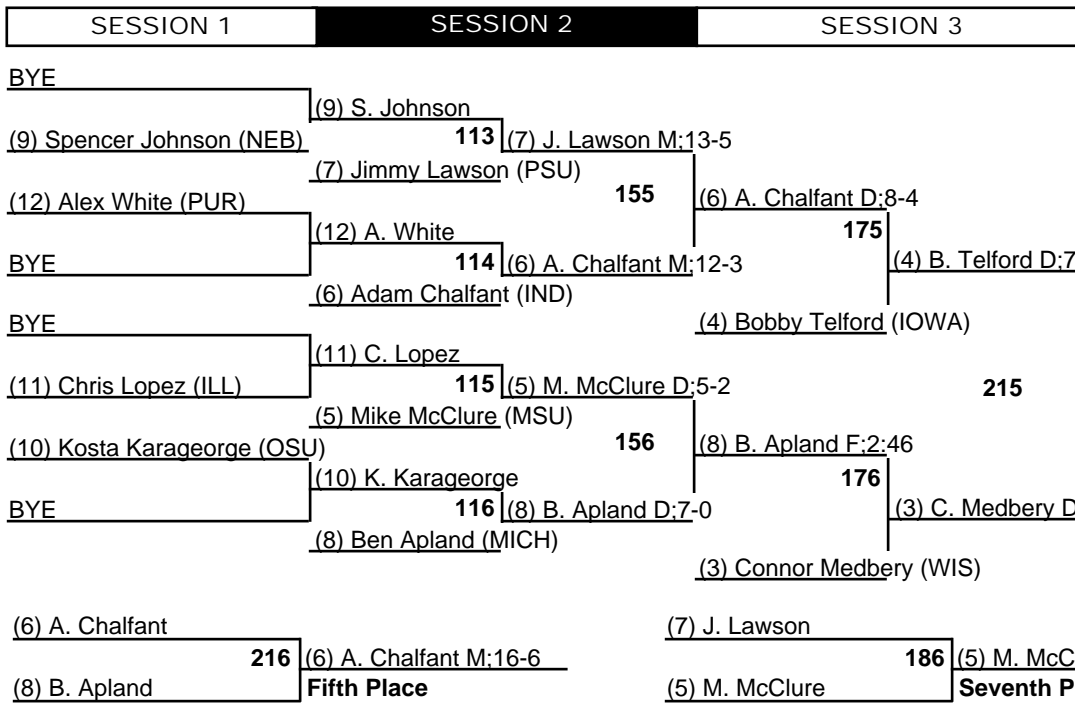 SESSION 1 SESSION 2 SESSION 3
BYE
(9) S. Johnson
(9) Spencer Johnson (NEB) 113 (7) J. Lawson M;13-5
(7) Jimmy Lawson (PSU)
155
(12) Alex White (PUR) (6) A. Chalfant D;8-4
175
(12) A. White
BYE 114 (6) A. Chalfant M;12-3 (4) B. Telford D;7
(6) Adam Chalfant (IND)
BYE (4) Bobby Telford (IOWA)
(11) C. Lopez
(11) Chris Lopez (ILL) 115 (5) M. McClure D;5-2 215
(5) Mike McClure (MSU)
156
(10) Kosta Karageorge (OSU) (8) B. Apland F;2:46
176
(10) K. Karageorge
BYE 116 (8) B. Apland D;7-0 (3) C. Medbery D
(8) Ben Apland (MICH)
(3) Connor Medbery (WIS)
(6) A. Chalfant (7) J. Lawson
216 (6) A. Chalfant M;16-6 186 (5) M. McC
(8) B. Apland Fifth Place (5) M. McClure Seventh P